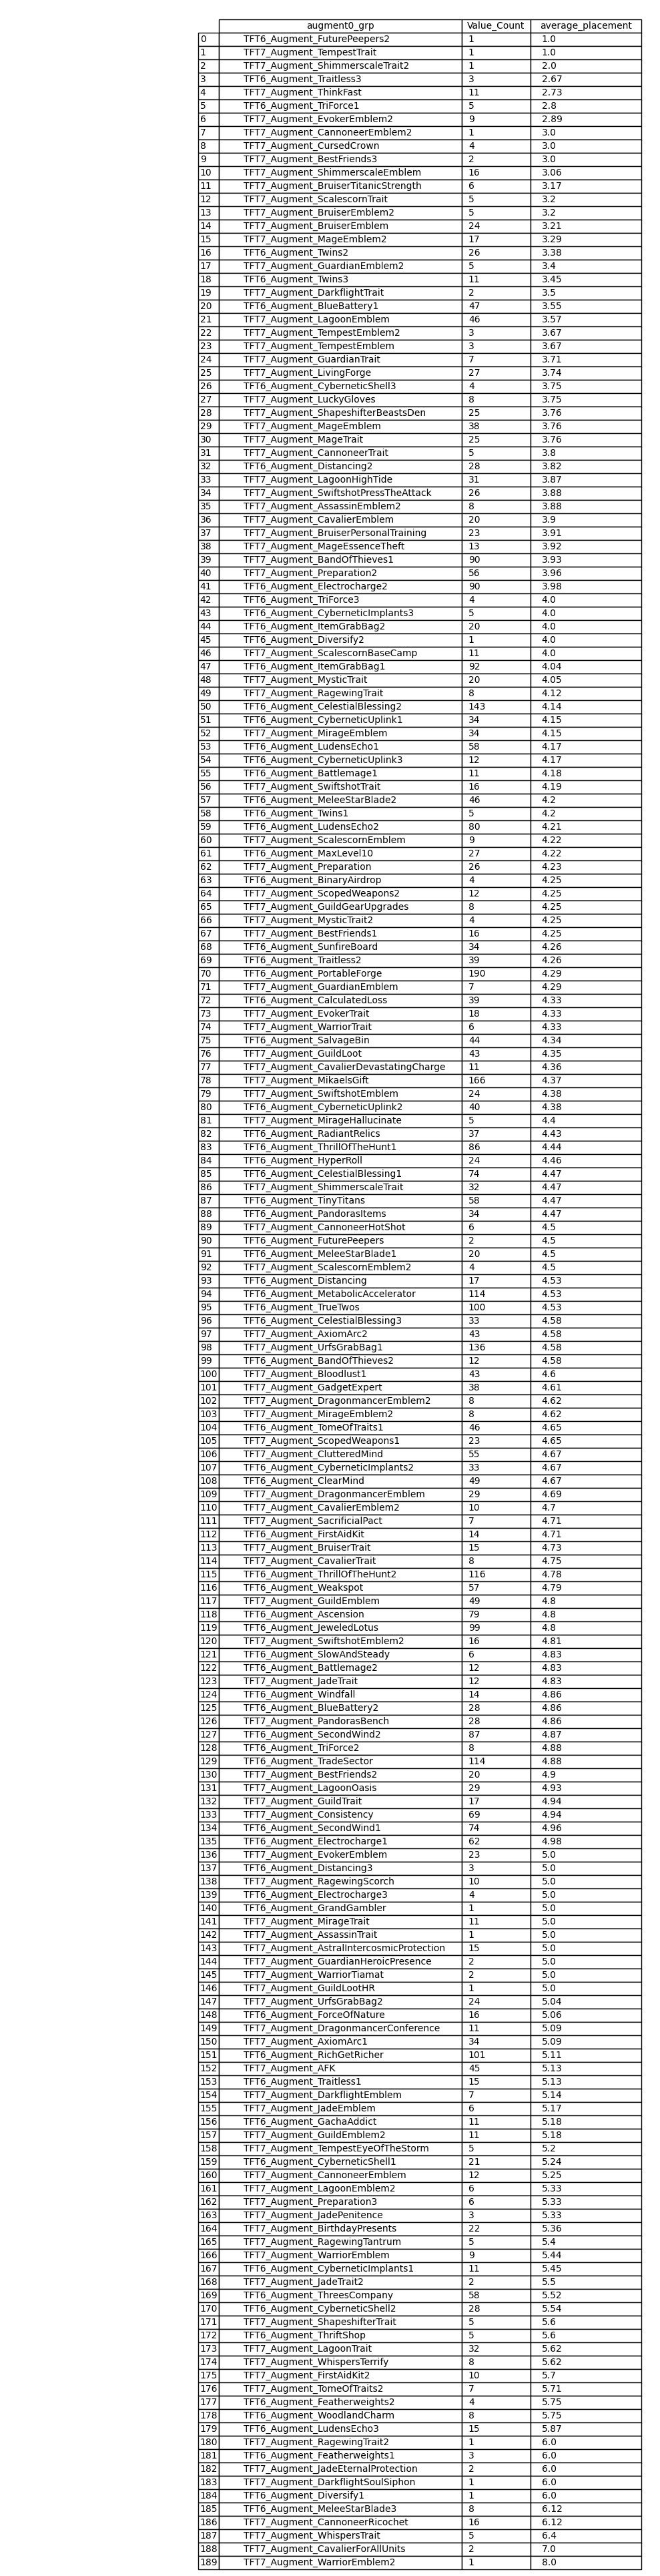 augment0_grp Value_Count average_placement
0 TFT6_Augment_FuturePeepers2 1 1.0
1 TFT7_Augment_TempestTrait 1 1.0
2 TFT7_Augment_ShimmerscaleTrait2 1 2.0
3 TFT6_Augment_Traitless3 3 2.67
4 TFT7_Augment_ThinkFast 11 2.73
5 TFT6_Augment_TriForce1 5 2.8
6 TFT7_Augment_EvokerEmblem2 9 2.89
7 TFT7_Augment_CannoneerEmblem2 1 3.0
8 TFT7_Augment_CursedCrown 4 3.0
9 TFT7_Augment_BestFriends3 2 3.0
10 TFT7_Augment_ShimmerscaleEmblem 16 3.06
11 TFT7_Augment_BruiserTitanicStrength 6 3.17
12 TFT7_Augment_ScalescornTrait 5 3.2
13 TFT7_Augment_BruiserEmblem2 5 3.2
14 TFT7_Augment_BruiserEmblem 24 3.21
15 TFT7_Augment_MageEmblem2 17 3.29
16 TFT6_Augment_Twins2 26 3.38
17 TFT7_Augment_GuardianEmblem2 5 3.4
18 TFT6_Augment_Twins3 11 3.45
19 TFT7_Augment_DarkflightTrait 2 3.5
20 TFT6_Augment_BlueBattery1 47 3.55
21 TFT7_Augment_LagoonEmblem 46 3.57
22 TFT7_Augment_TempestEmblem2 3 3.67
23 TFT7_Augment_TempestEmblem 3 3.67
24 TFT7_Augment_GuardianTrait 7 3.71
25 TFT7_Augment_LivingForge 27 3.74
26 TFT6_Augment_CyberneticShell3 4 3.75
27 TFT7_Augment_LuckyGloves 8 3.75
28 TFT7_Augment_ShapeshifterBeastsDen 25 3.76
29 TFT7_Augment_MageEmblem 38 3.76
30 TFT7_Augment_MageTrait 25 3.76
31 TFT7_Augment_CannoneerTrait 5 3.8
32 TFT6_Augment_Distancing2 28 3.82
33 TFT7_Augment_LagoonHighTide 31 3.87
34 TFT7_Augment_SwiftshotPressTheAttack 26 3.88
35 TFT7_Augment_AssassinEmblem2 8 3.88
36 TFT7_Augment_CavalierEmblem 20 3.9
37 TFT7_Augment_BruiserPersonalTraining 23 3.91
38 TFT7_Augment_MageEssenceTheft 13 3.92
39 TFT6_Augment_BandOfThieves1 90 3.93
40 TFT7_Augment_Preparation2 56 3.96
41 TFT6_Augment_Electrocharge2 90 3.98
42 TFT6_Augment_TriForce3 4 4.0
43 TFT6_Augment_CyberneticImplants3 5 4.0
44 TFT6_Augment_ItemGrabBag2 20 4.0
45 TFT6_Augment_Diversify2 1 4.0
46 TFT7_Augment_ScalescornBaseCamp 11 4.0
47 TFT6_Augment_ItemGrabBag1 92 4.04
48 TFT7_Augment_MysticTrait 20 4.05
49 TFT7_Augment_RagewingTrait 8 4.12
50 TFT6_Augment_CelestialBlessing2 143 4.14
51 TFT6_Augment_CyberneticUplink1 34 4.15
52 TFT7_Augment_MirageEmblem 34 4.15
53 TFT6_Augment_LudensEcho1 58 4.17
54 TFT6_Augment_CyberneticUplink3 12 4.17
55 TFT6_Augment_Battlemage1 11 4.18
56 TFT7_Augment_SwiftshotTrait 16 4.19
57 TFT6_Augment_MeleeStarBlade2 46 4.2
58 TFT6_Augment_Twins1 5 4.2
59 TFT6_Augment_LudensEcho2 80 4.21
60 TFT7_Augment_ScalescornEmblem 9 4.22
61 TFT6_Augment_MaxLevel10 27 4.22
62 TFT7_Augment_Preparation 26 4.23
63 TFT6_Augment_BinaryAirdrop 4 4.25
64 TFT7_Augment_ScopedWeapons2 12 4.25
65 TFT7_Augment_GuildGearUpgrades 8 4.25
66 TFT7_Augment_MysticTrait2 4 4.25
67 TFT7_Augment_BestFriends1 16 4.25
68 TFT6_Augment_SunfireBoard 34 4.26
69 TFT6_Augment_Traitless2 39 4.26
70 TFT6_Augment_PortableForge 190 4.29
71 TFT7_Augment_GuardianEmblem 7 4.29
72 TFT6_Augment_CalculatedLoss 39 4.33
73 TFT7_Augment_EvokerTrait 18 4.33
74 TFT7_Augment_WarriorTrait 6 4.33
75 TFT6_Augment_SalvageBin 44 4.34
76 TFT7_Augment_GuildLoot 43 4.35
77 TFT7_Augment_CavalierDevastatingCharge 11 4.36
78 TFT7_Augment_MikaelsGift 166 4.37
79 TFT7_Augment_SwiftshotEmblem 24 4.38
80 TFT6_Augment_CyberneticUplink2 40 4.38
81 TFT7_Augment_MirageHallucinate 5 4.4
82 TFT6_Augment_RadiantRelics 37 4.43
83 TFT6_Augment_ThrillOfTheHunt1 86 4.44
84 TFT6_Augment_HyperRoll 24 4.46
85 TFT6_Augment_CelestialBlessing1 74 4.47
86 TFT7_Augment_ShimmerscaleTrait 32 4.47
87 TFT6_Augment_TinyTitans 58 4.47
88 TFT6_Augment_PandorasItems 34 4.47
89 TFT7_Augment_CannoneerHotShot 6 4.5
90 TFT6_Augment_FuturePeepers 2 4.5
91 TFT6_Augment_MeleeStarBlade1 20 4.5
92 TFT7_Augment_ScalescornEmblem2 4 4.5
93 TFT6_Augment_Distancing 17 4.53
94 TFT6_Augment_MetabolicAccelerator 114 4.53
95 TFT6_Augment_TrueTwos 100 4.53
96 TFT6_Augment_CelestialBlessing3 33 4.58
97 TFT7_Augment_AxiomArc2 43 4.58
98 TFT7_Augment_UrfsGrabBag1 136 4.58
99 TFT6_Augment_BandOfThieves2 12 4.58
100 TFT7_Augment_Bloodlust1 43 4.6
101 TFT7_Augment_GadgetExpert 38 4.61
102 TFT7_Augment_DragonmancerEmblem2 8 4.62
103 TFT7_Augment_MirageEmblem2 8 4.62
104 TFT6_Augment_TomeOfTraits1 46 4.65
105 TFT7_Augment_ScopedWeapons1 23 4.65
106 TFT7_Augment_ClutteredMind 55 4.67
107 TFT6_Augment_CyberneticImplants2 33 4.67
108 TFT6_Augment_ClearMind 49 4.67
109 TFT7_Augment_DragonmancerEmblem 29 4.69
110 TFT7_Augment_CavalierEmblem2 10 4.7
111 TFT7_Augment_SacrificialPact 7 4.71
112 TFT6_Augment_FirstAidKit 14 4.71
113 TFT7_Augment_BruiserTrait 15 4.73
114 TFT7_Augment_CavalierTrait 8 4.75
115 TFT6_Augment_ThrillOfTheHunt2 116 4.78
116 TFT6_Augment_Weakspot 57 4.79
117 TFT7_Augment_GuildEmblem 49 4.8
118 TFT6_Augment_Ascension 79 4.8
119 TFT6_Augment_JeweledLotus 99 4.8
120 TFT7_Augment_SwiftshotEmblem2 16 4.81
121 TFT6_Augment_SlowAndSteady 6 4.83
122 TFT6_Augment_Battlemage2 12 4.83
123 TFT7_Augment_JadeTrait 12 4.83
124 TFT6_Augment_Windfall 14 4.86
125 TFT6_Augment_BlueBattery2 28 4.86
126 TFT7_Augment_PandorasBench 28 4.86
127 TFT6_Augment_SecondWind2 87 4.87
128 TFT6_Augment_TriForce2 8 4.88
129 TFT6_Augment_TradeSector 114 4.88
130 TFT7_Augment_BestFriends2 20 4.9
131 TFT7_Augment_LagoonOasis 29 4.93
132 TFT7_Augment_GuildTrait 17 4.94
133 TFT7_Augment_Consistency 69 4.94
134 TFT6_Augment_SecondWind1 74 4.96
135 TFT6_Augment_Electrocharge1 62 4.98
136 TFT7_Augment_EvokerEmblem 23 5.0
137 TFT6_Augment_Distancing3 3 5.0
138 TFT7_Augment_RagewingScorch 10 5.0
139 TFT6_Augment_Electrocharge3 4 5.0
140 TFT6_Augment_GrandGambler 1 5.0
141 TFT7_Augment_MirageTrait 11 5.0
142 TFT7_Augment_AssassinTrait 1 5.0
143 TFT7_Augment_AstralIntercosmicProtection 15 5.0
144 TFT7_Augment_GuardianHeroicPresence 2 5.0
145 TFT7_Augment_WarriorTiamat 2 5.0
146 TFT7_Augment_GuildLootHR 1 5.0
147 TFT7_Augment_UrfsGrabBag2 24 5.04
148 TFT6_Augment_ForceOfNature 16 5.06
149 TFT7_Augment_DragonmancerConference 11 5.09
150 TFT7_Augment_AxiomArc1 34 5.09
151 TFT6_Augment_RichGetRicher 101 5.11
152 TFT7_Augment_AFK 45 5.13
153 TFT6_Augment_Traitless1 15 5.13
154 TFT7_Augment_DarkflightEmblem 7 5.14
155 TFT7_Augment_JadeEmblem 6 5.17
156 TFT6_Augment_GachaAddict 11 5.18
157 TFT7_Augment_GuildEmblem2 11 5.18
158 TFT7_Augment_TempestEyeOfTheStorm 5 5.2
159 TFT6_Augment_CyberneticShell1 21 5.24
160 TFT7_Augment_CannoneerEmblem 12 5.25
161 TFT7_Augment_LagoonEmblem2 6 5.33
162 TFT7_Augment_Preparation3 6 5.33
163 TFT7_Augment_JadePenitence 3 5.33
164 TFT7_Augment_BirthdayPresents 22 5.36
165 TFT7_Augment_RagewingTantrum 5 5.4
166 TFT7_Augment_WarriorEmblem 9 5.44
167 TFT6_Augment_CyberneticImplants1 11 5.45
168 TFT7_Augment_JadeTrait2 2 5.5
169 TFT6_Augment_ThreesCompany 58 5.52
170 TFT6_Augment_CyberneticShell2 28 5.54
171 TFT7_Augment_ShapeshifterTrait 5 5.6
172 TFT6_Augment_ThriftShop 5 5.6
173 TFT7_Augment_LagoonTrait 32 5.62
174 TFT7_Augment_WhispersTerrify 8 5.62
175 TFT7_Augment_FirstAidKit2 10 5.7
176 TFT6_Augment_TomeOfTraits2 7 5.71
177 TFT6_Augment_Featherweights2 4 5.75
178 TFT6_Augment_WoodlandCharm 8 5.75
179 TFT6_Augment_LudensEcho3 15 5.87
180 TFT7_Augment_RagewingTrait2 1 6.0
181 TFT6_Augment_Featherweights1 3 6.0
182 TFT7_Augment_JadeEternalProtection 2 6.0
183 TFT7_Augment_DarkflightSoulSiphon 1 6.0
184 TFT6_Augment_Diversify1 1 6.0
185 TFT6_Augment_MeleeStarBlade3 8 6.12
186 TFT7_Augment_CannoneerRicochet 16 6.12
187 TFT7_Augment_WhispersTrait 5 6.4
188 TFT7_Augment_CavalierForAllUnits 2 7.0
189 TFT7_Augment_WarriorEmblem2 1 8.0